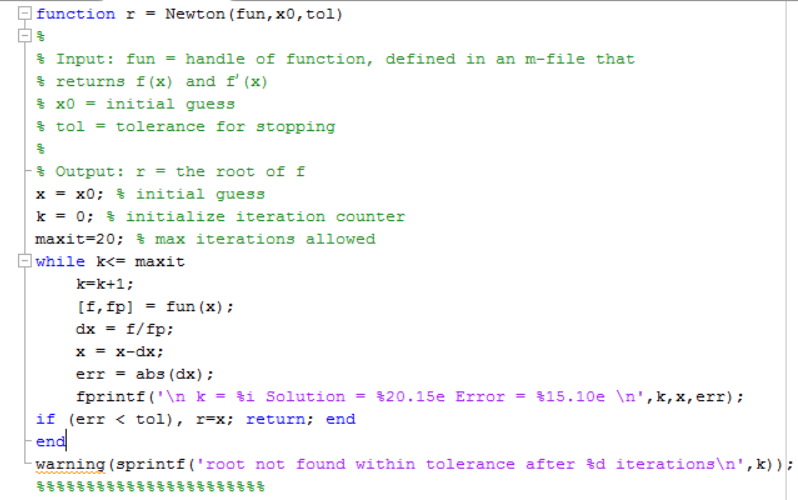 function r = Newton(fun,x0,tol)
%
% Input: fun = handle of function, defined in an m-file that
% returns f(x) and f'(x)
% x0 = initial guess
% tol = tolerance for stopping
%
% Output: r = the root of f
x = x0; % initial guess
k = 0; % initialize iteration counter
maxit=20; % max iterations allowed
while k<= maxit
k=k+1;
[f,fp] = fun(x);
dx = f/fp;
x = x-dx;
err = abs(dx);
fprintf('\n k = %i Solution = %20.15e Error = %15.10e \n',k,x,err);
if (err < tol), r=x; return; end
end
warning(sprintf('root not found within tolerance after %d iterations\n',k));
%%%%%%%%%%%%%%%%%%%%%%%